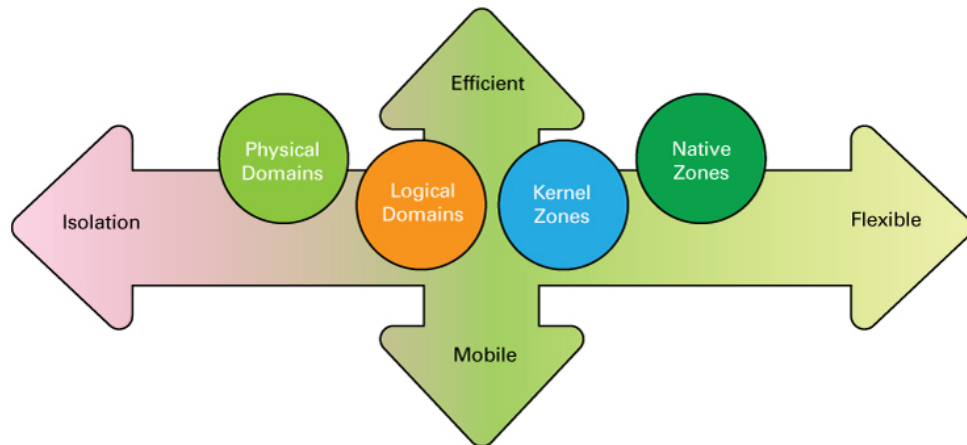 Efficient
Physical
Domains
Native
Zones
Logical
Domains
Kernel
Zones
Isolation
Flexible
Mobile